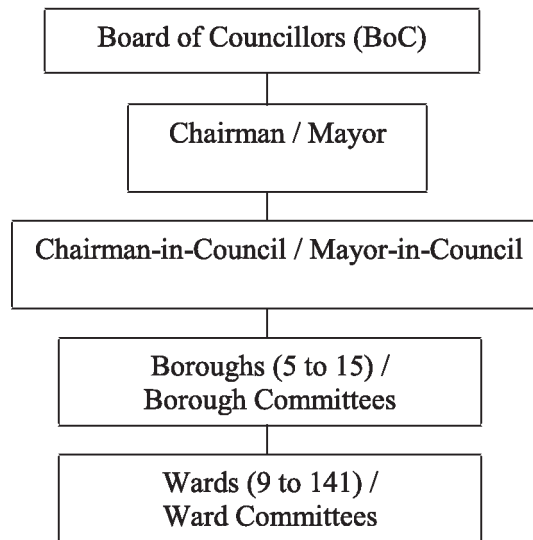 Board of Councillors (BoC)
Chairman / Mayor
Chairman-in-Council / Mayor-in-Council
Boroughs (5 to 15) /
Borough Committees
Wards (9 to 141) /
Ward Committees